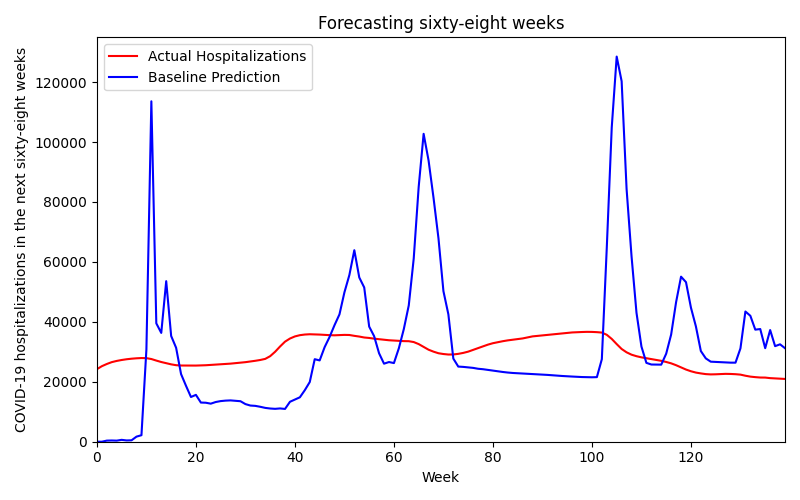 Forecasting sixty-eight weeks
Actual Hospitalizations
Baseline Prediction
COVID-19 hospitalizations in the next sixty-eight weeks
120000
100000
80000
60000
40000
20000
0
0 20 40 60 80 100 120
Week